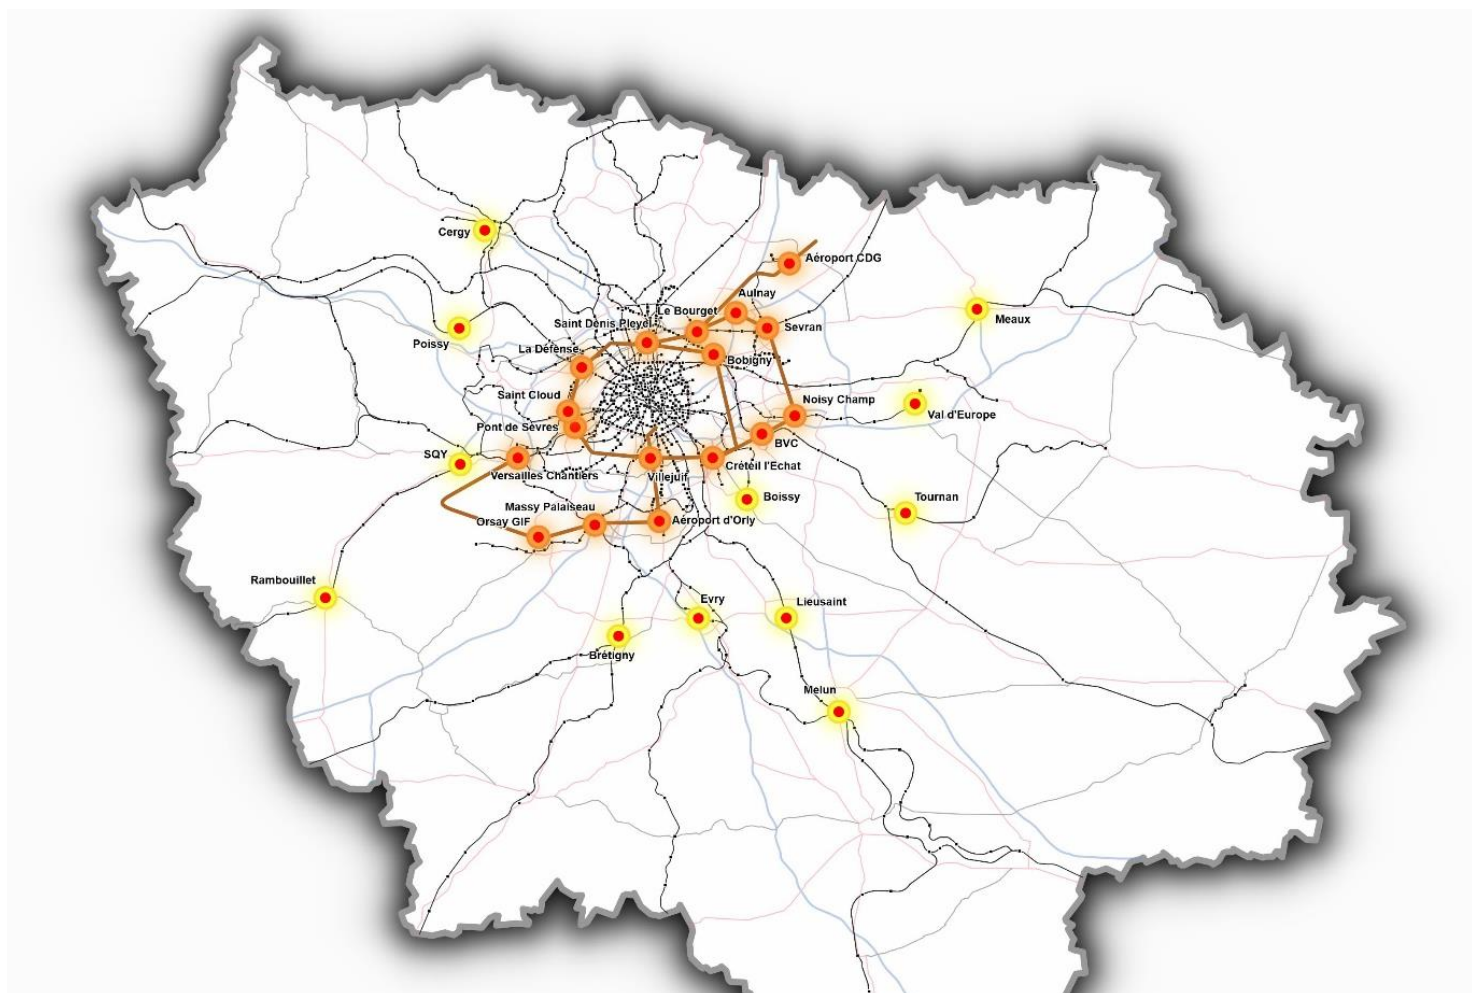 Cergy
Aéroport CDG
Aulnay
Le Bourget
Saint Denis Pleyel
Sevran
Meaux
Poissy
La Défense
Bobigny
Saint Cloud
Noisy Champ
Val d'Europe
Pont de Sèvres
BVC
SQY
Versailles Chantiers
Villejuif
Créteil l'Echat
Boissy
Tournan
Massy Palaiseau
Orsay GIF
Aéroport d'Orly
Rambouillet
Evry
Lieusaint
Brétigny
Melun